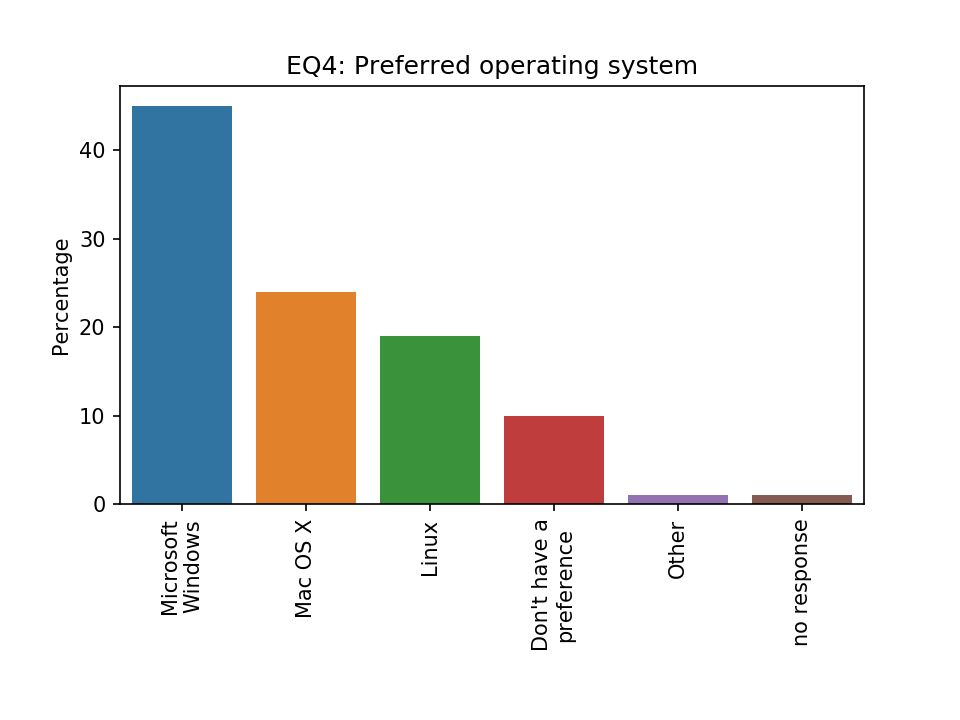 EQ4: Preferred operating system
Percentage
40
30
20
10
0
Microsoft
Windows
Mac OS X
Linux
Don't have a
preference
Other
no response